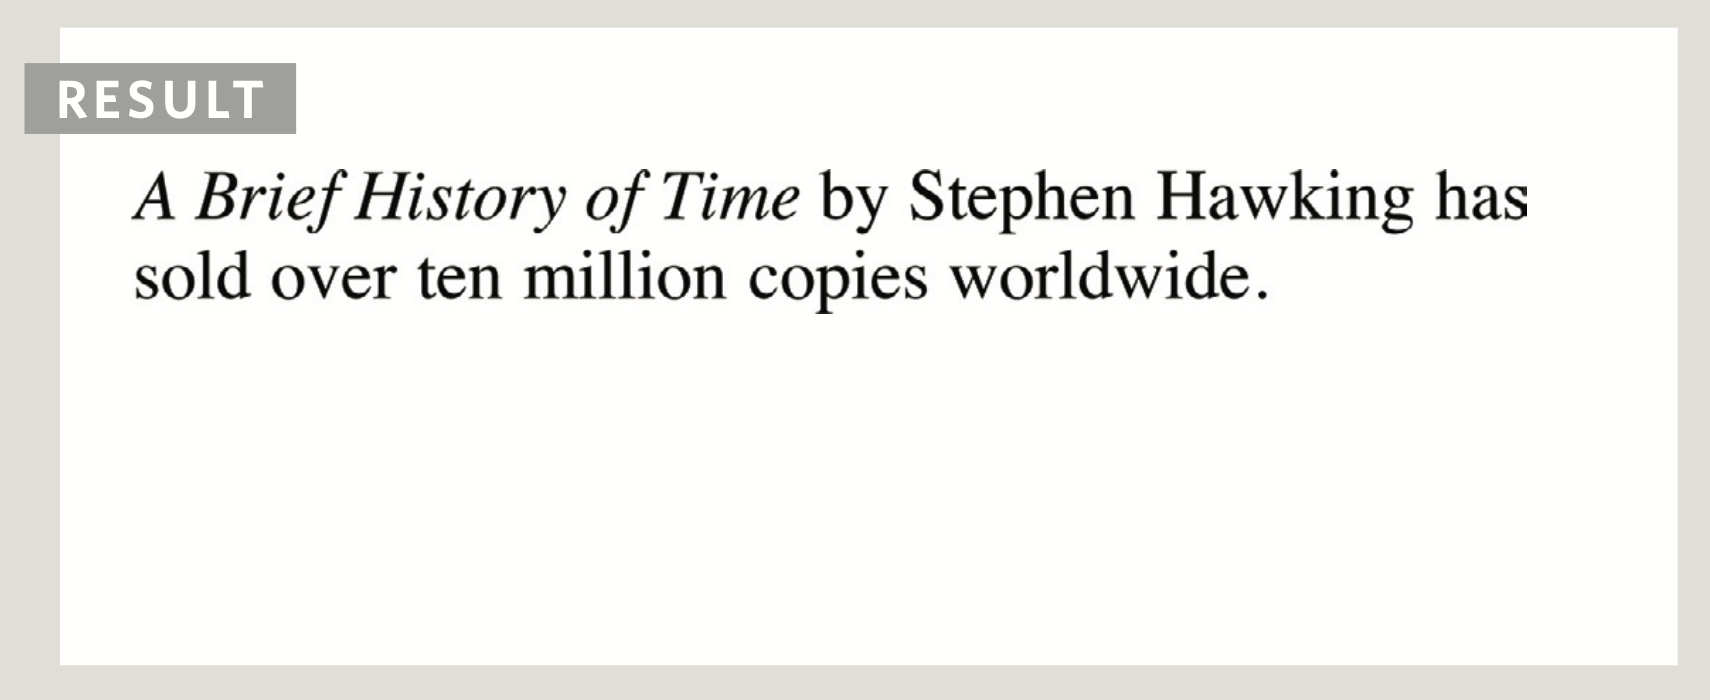 RESULT
A Brief History of Time by Stephen Hawking has
sold over ten million copies worldwide.